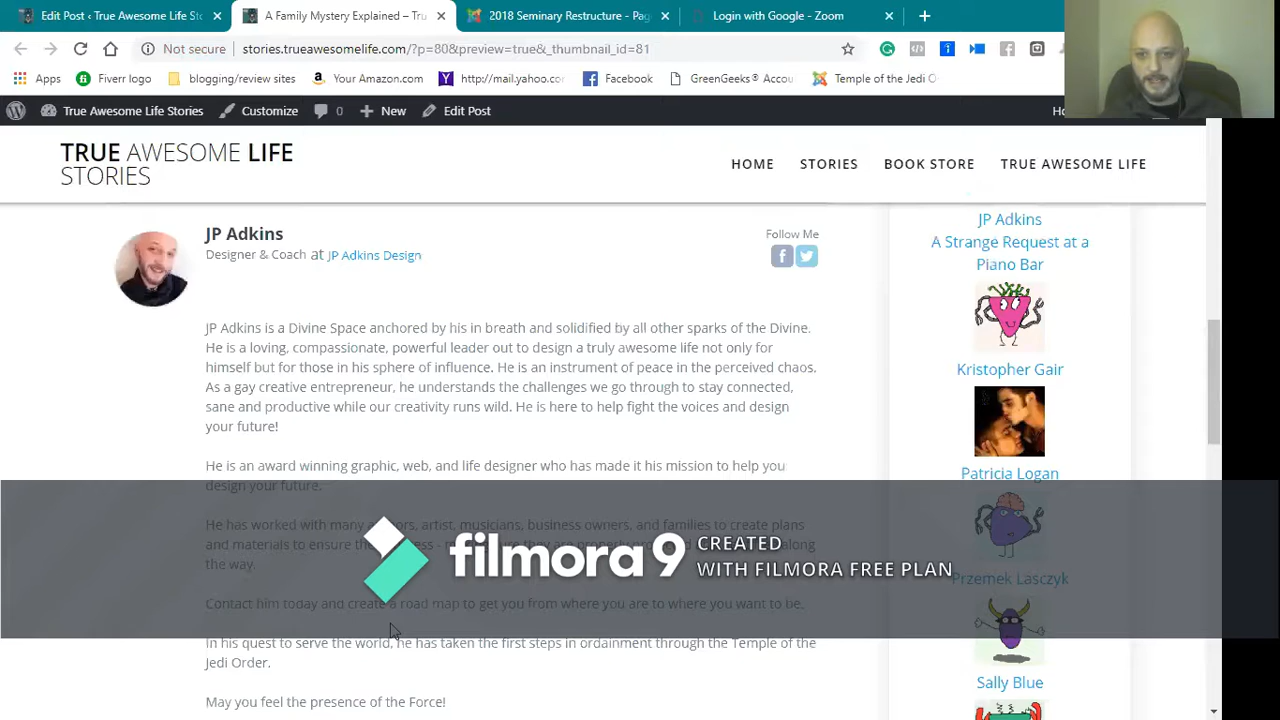 Edit Post ‹ True Awesome Life Sto
A Family Mystery Explained – Tru
2018 Seminary Restructure - Pag
Login with Google - Zoom
Not secure
stories.trueawesomelife.com/?p=80&preview=true&_thumbnail_id=81
Apps
Fiverr logo
blogging/review sites
Your Amazon.com
http://mail.yahoo.c
Facebook
GreenGeeks® Accou
Temple of the Jedi O
True Awesome Life Stories
Customize
0
New
Edit Post
TRUE AWESOME LIFE
STORIES
HOME
STORIES
BOOK STORE
TRUE AWESOME LIFE
JP Adkins
Designer & Coach at JP Adkins Design
Follow Me
JP Adkins is a Divine Space anchored by his in breath and solidified by all other sparks of the Divine.
He is a loving, compassionate, powerful leader out to design a truly awesome life not only for
himself but for those in his sphere of influence. He is an instrument of peace in the perceived chaos.
As a gay creative entrepreneur, he understands the challenges we go through to stay connected,
sane and productive while our creativity runs wild. He is here to help fight the voices and design
your future!
He is an award winning graphic, web, and life designer who has made it his mission to help you
design your future.
He has worked with many artist, musicians, business owners, and families to create plans
and materials to ensure along
the way.
Contact him today and create a road map to get you from where you are to where you want to be.
In his quest to serve the world, he has taken the first steps in ordainment through the Temple of the
Jedi Order.
May you feel the presence of the Force!
JP Adkins
A Strange Request at a
Piano Bar
Kristopher Gair
Patricia Logan
Przemek Lasczyk
Sally Blue
filmora9
CREATED
WITH FILMORA FREE PLAN